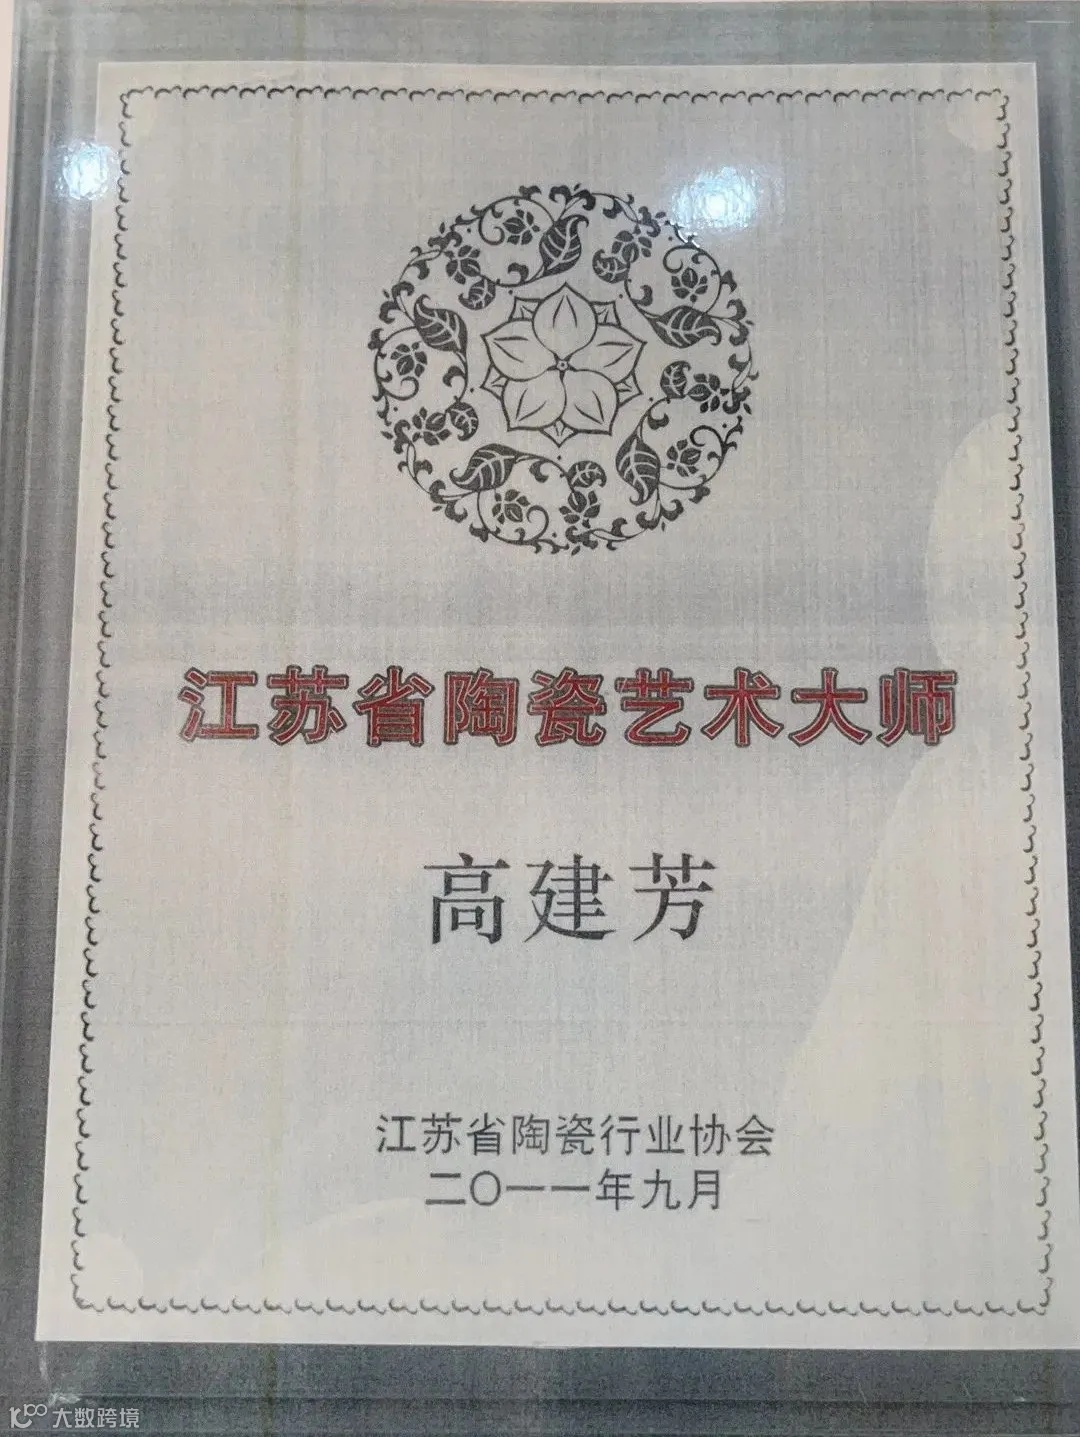 江苏省陶瓷艺术大师
高建芳
江苏省陶瓷行业协会
二〇一一年九月
大数跨境